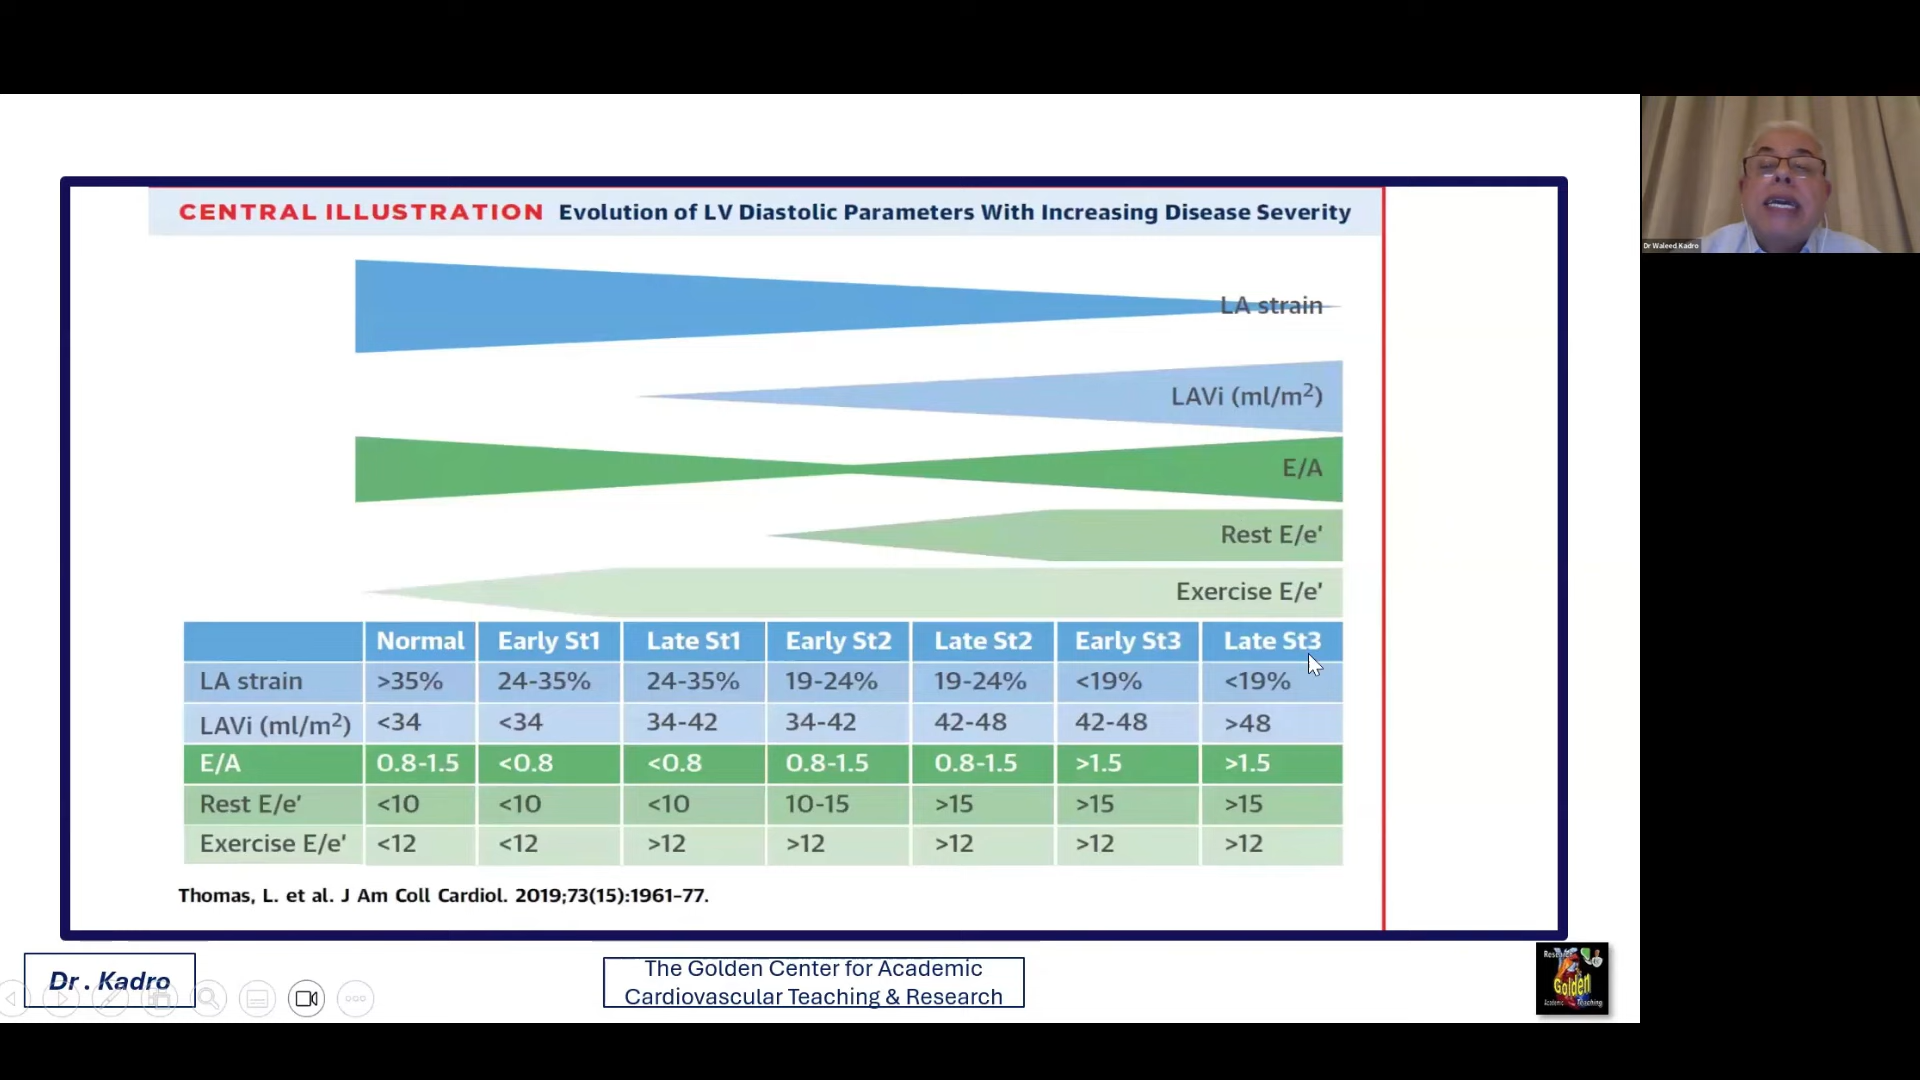 CENTRAL ILLUSTRATION Evolution of LV Diastolic Parameters With Increasing Disease Severity
LA strain
LAVi (ml/m²)
E/A
Rest E/e′
Exercise E/e′
Normal Early St1 Late St1 Early St2 Late St2 Early St3 Late St3
LA strain >35% 24-35% 24-35% 19-24% 19-24% <19% <19%
LAVi (ml/m²) <34 <34 34-42 34-42 42-48 42-48 >48
E/A 0.8-1.5 <0.8 <0.8 0.8-1.5 0.8-1.5 >1.5 >1.5
Rest E/e′ <10 <10 <10 10-15 >15 >15 >15
Exercise E/e′ <12 <12 >12 >12 >12 >12 >12
Thomas, L. et al. J Am Coll Cardiol. 2019;73(15):1961–77.
Dr . Kadro
The Golden Center for Academic
Cardiovascular Teaching & Research
Golden
Teaching
Dr Waleed Kadro